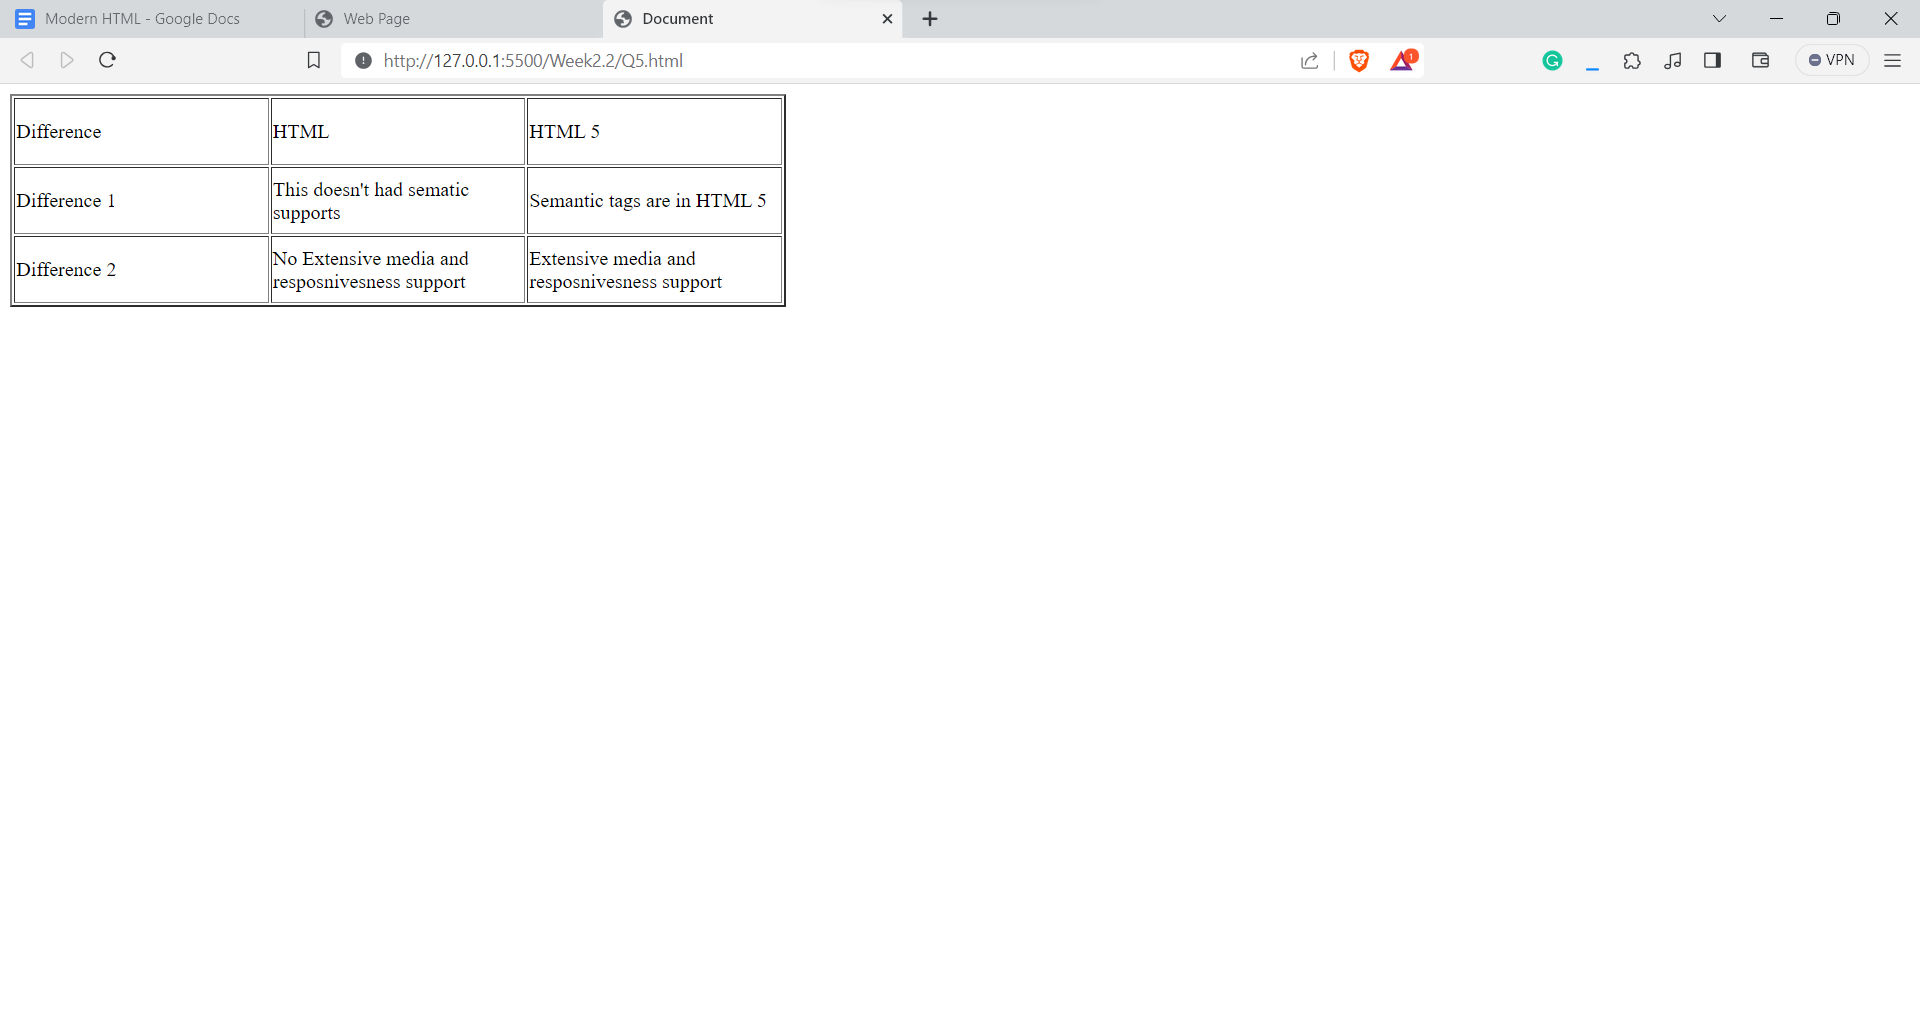 Modern HTML - Google Docs
Web Page
Document
http://127.0.0.1:5500/Week2.2/Q5.html
1
VPN
Difference
HTML
HTML 5
Difference 1
This doesn't had sematic
supports
Semantic tags are in HTML 5
Difference 2
No Extensive media and
resposnivesness support
Extensive media and
resposnivesness support